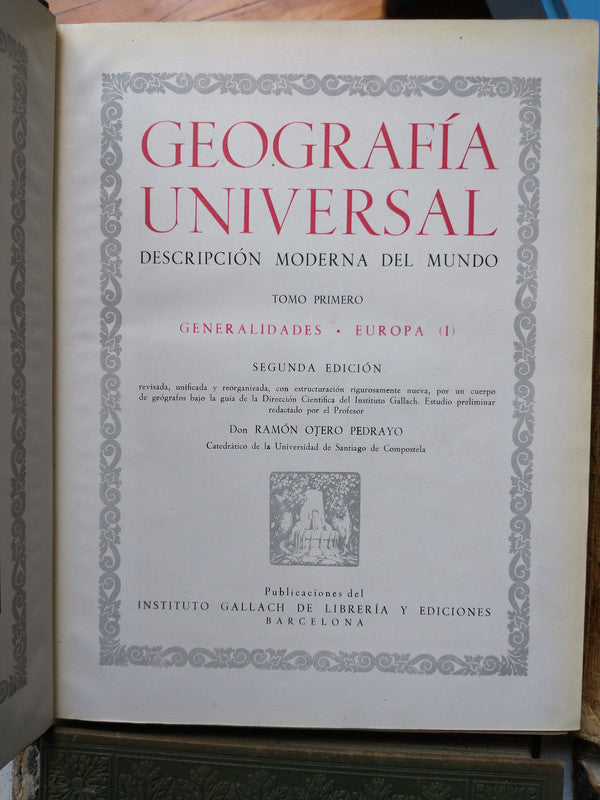 GEOGRAFÍA
UNIVERSAL
DESCRIPCIÓN MODERNA DEL MUNDO
TOMO PRIMERO
GENERALIDADES • EUROPA (I)
SEGUNDA EDICIÓN
revisada, unificada y reorganizada, con estructuración rigurosamente nueva, por un cuerpo
de geógrafos bajo la guía de la Dirección Científica del Instituto Gallach. Estudio preliminar
redactado por el Profesor
Don RAMÓN OTERO PEDRAYO
Catedrático de la Universidad de Santiago de Compostela
Publicaciones del
INSTITUTO GALLACH DE LIBRERÍA Y EDICIONES
BARCELONA